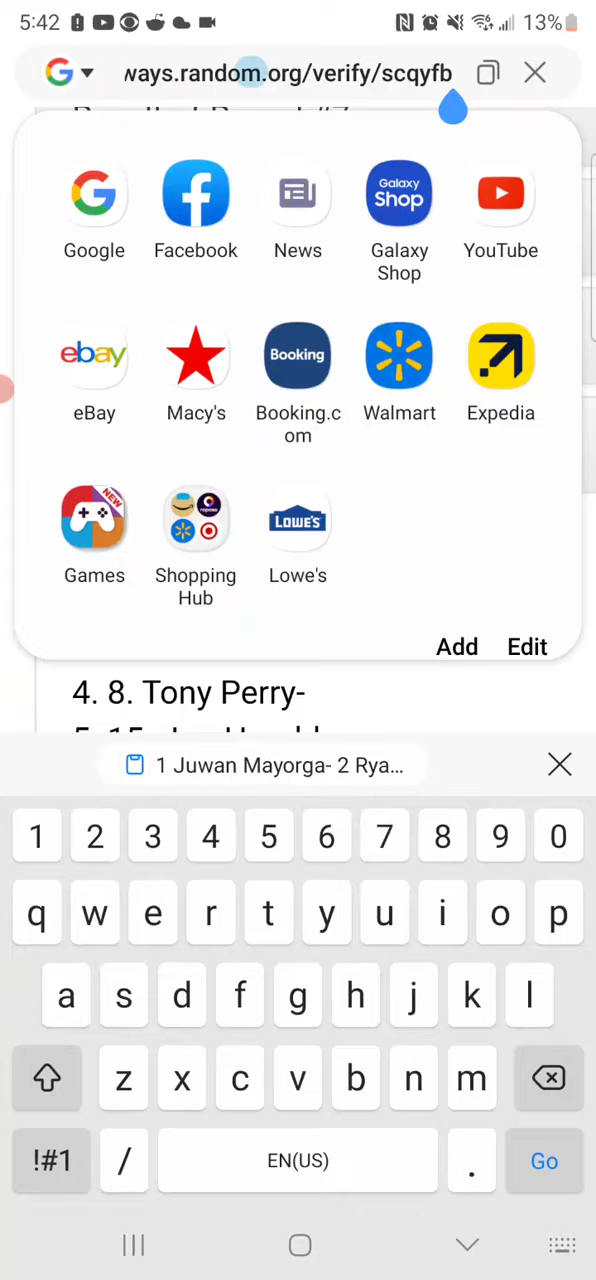 5:42 13%
ways.random.org/verify/scqyfb
Google Facebook News Galaxy Shop YouTube
Galaxy Shop
ebay Booking
eBay Macy's Booking.com Walmart Expedia
NEW
LOWE'S
Games Shopping Hub Lowe's
Add Edit
4. 8. Tony Perry-
1 Juwan Mayorga- 2 Rya...
1 2 3 4 5 6 7 8 9 0
q w e r t y u i o p
a s d f g h j k l
z x c v b n m
!#1 / EN(US) . Go